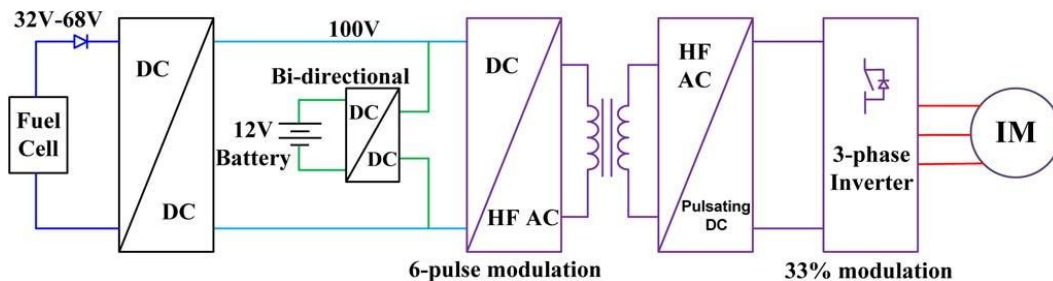 32V-68V
Fuel
Cell
DC
DC
100V
Bi-directional
12V
Battery
DC
DC
DC
HF AC
6-pulse modulation
HF
AC
Pulsating
DC
3-phase
Inverter
33% modulation
IM